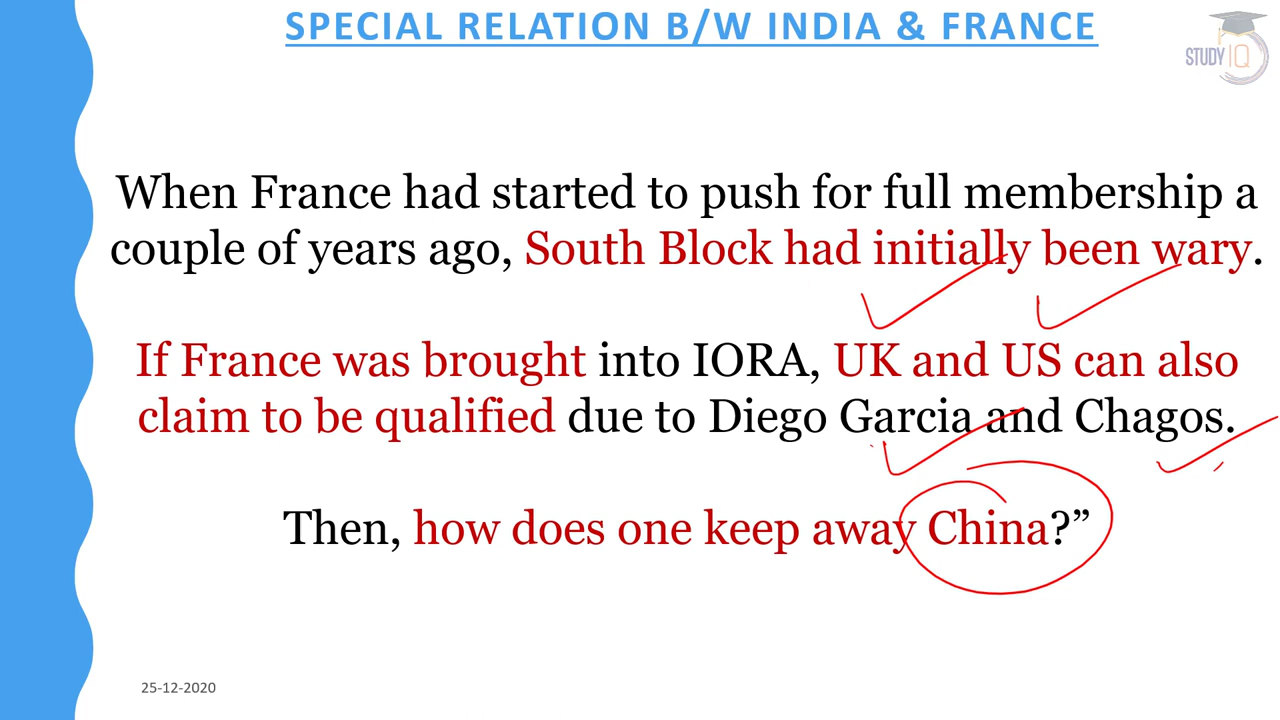 SPECIAL RELATION B/W INDIA & FRANCE
STUDY IQ
When France had started to push for full membership a
couple of years ago, South Block had initially been wary.
If France was brought into IORA, UK and US can also
claim to be qualified due to Diego Garcia and Chagos.
Then, how does one keep away China?”
25-12-2020